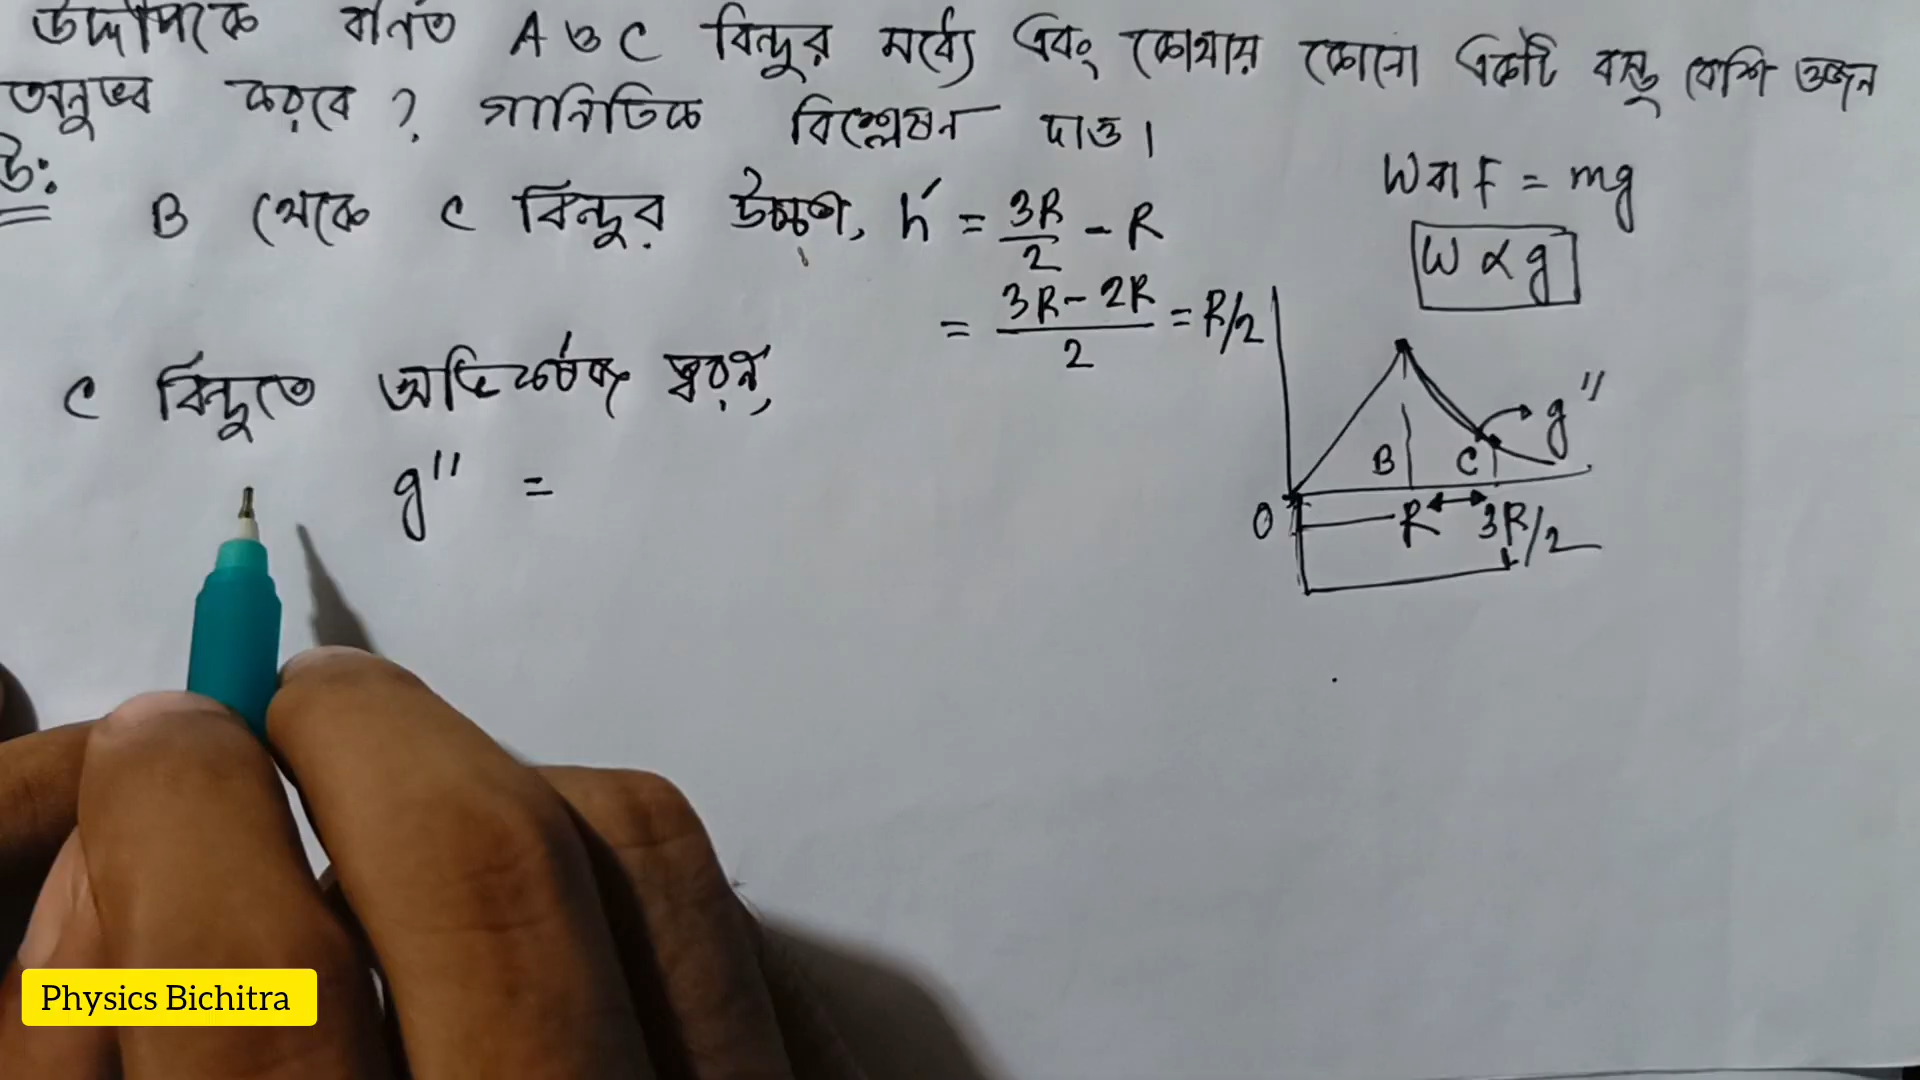 উদ্দীপকে বর্ণিত A ও C বিন্দুর মধ্যে এবং কোথায় কোনো একটি বস্তু বেশি ওজন
অনুভব করবে ? গানিতিক বিশ্লেষন দাও।
উ:
B থেকে C বিন্দুর উচ্চতা, h′ = 3R/2 − R
= (3R − 2R)/2 = R/2
C বিন্দুতে অভিকর্ষজ ত্বরণ,
g″ =
W বা F = mg
W ∝ g
g″
B C
O R 3R/2
Physics Bichitra